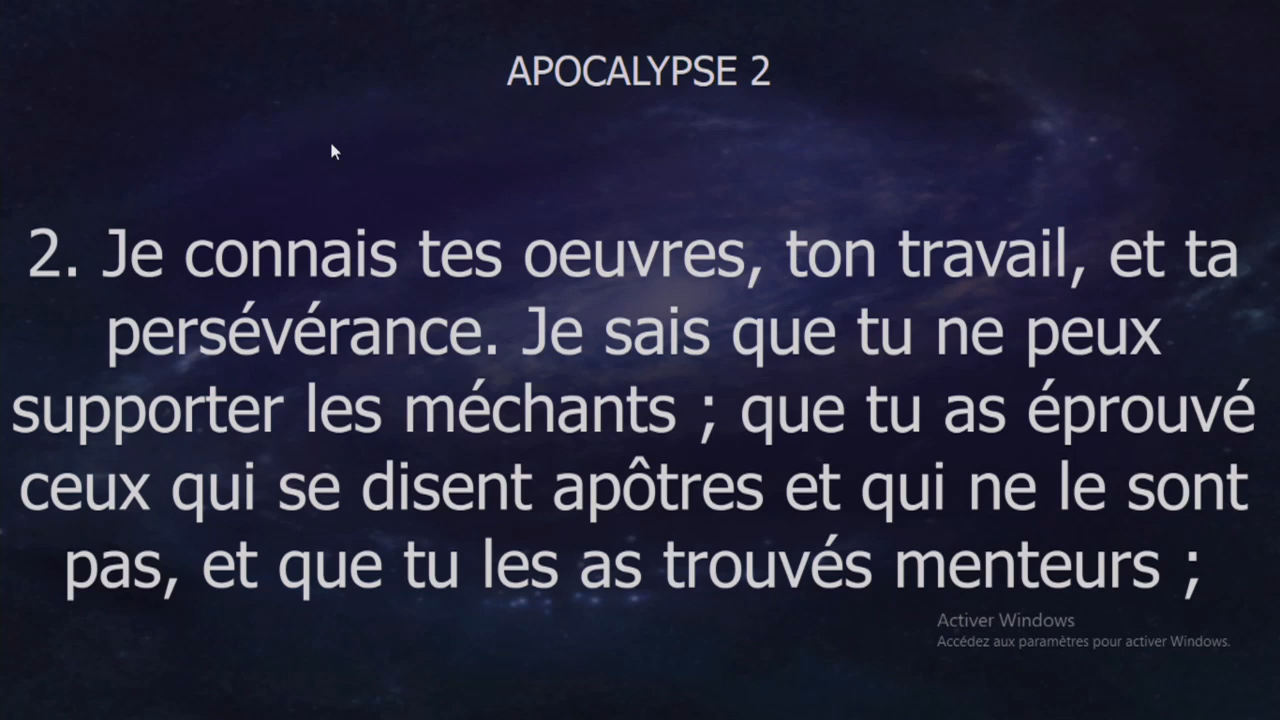 APOCALYPSE 2
2. Je connais tes oeuvres, ton travail, et ta
persévérance. Je sais que tu ne peux
supporter les méchants ; que tu as éprouvé
ceux qui se disent apôtres et qui ne le sont
pas, et que tu les as trouvés menteurs ;
Activer Windows
Accédez aux paramètres pour activer Windows.